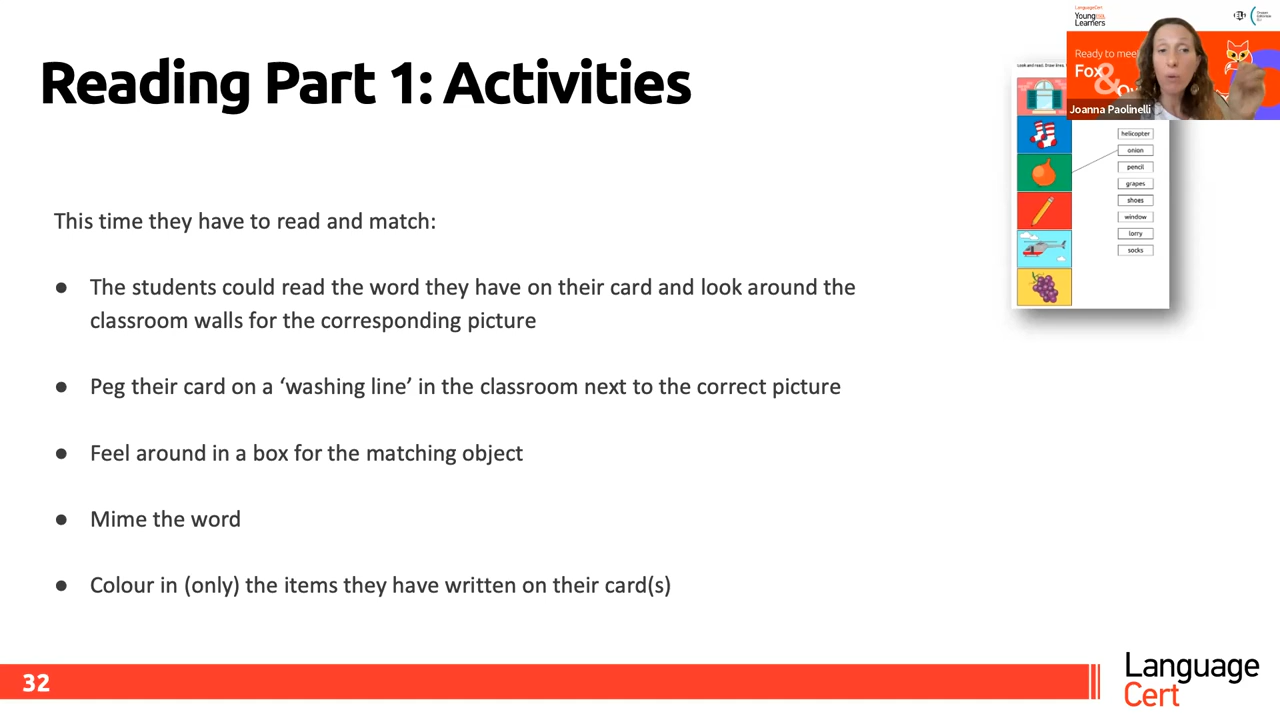 Reading Part 1: Activities
This time they have to read and match:
● The students could read the word they have on their card and look around the
classroom walls for the corresponding picture
● Peg their card on a ‘washing line’ in the classroom next to the correct picture
● Feel around in a box for the matching object
● Mime the word
● Colour in (only) the items they have written on their card(s)
LanguageCert
Young
Learners
Ready to mee
Fox
&
Joanna Paolinelli
helicopter
onion
pencil
grapes
shoes
window
lorry
socks
32
Language
Cert